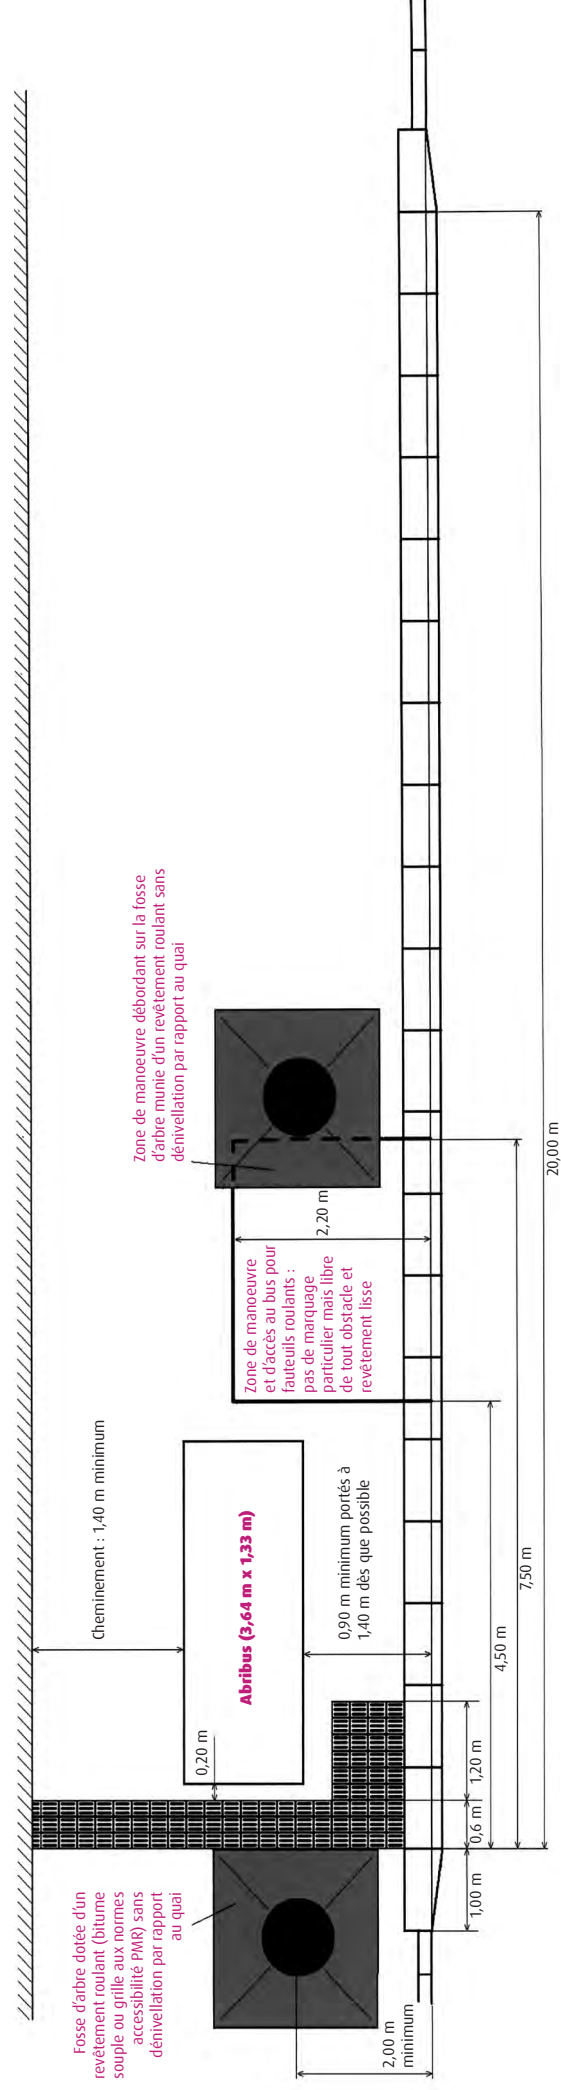 Fosse d'arbre dotée d'un
revêtement roulant (bitume
souple ou grille aux normes
accessibilité PMR) sans
dénivellation par rapport
au quai
Cheminement : 1,40 m minimum
Abribus (3,64 m x 1,33 m)
0,20 m
0,90 m minimum portés à
1,40 m dès que possible
Zone de manoeuvre
et d'accès au bus pour
fauteuils roulants :
pas de marquage
particulier mais libre
de tout obstacle et
revêtement lisse
2,20 m
Zone de manoeuvre débordant sur la fosse
d'arbre munie d'un revêtement roulant sans
dénivellation par rapport au quai
2,00 m
minimum
1,00 m
0,6 m
1,20 m
4,50 m
7,50 m
20,00 m